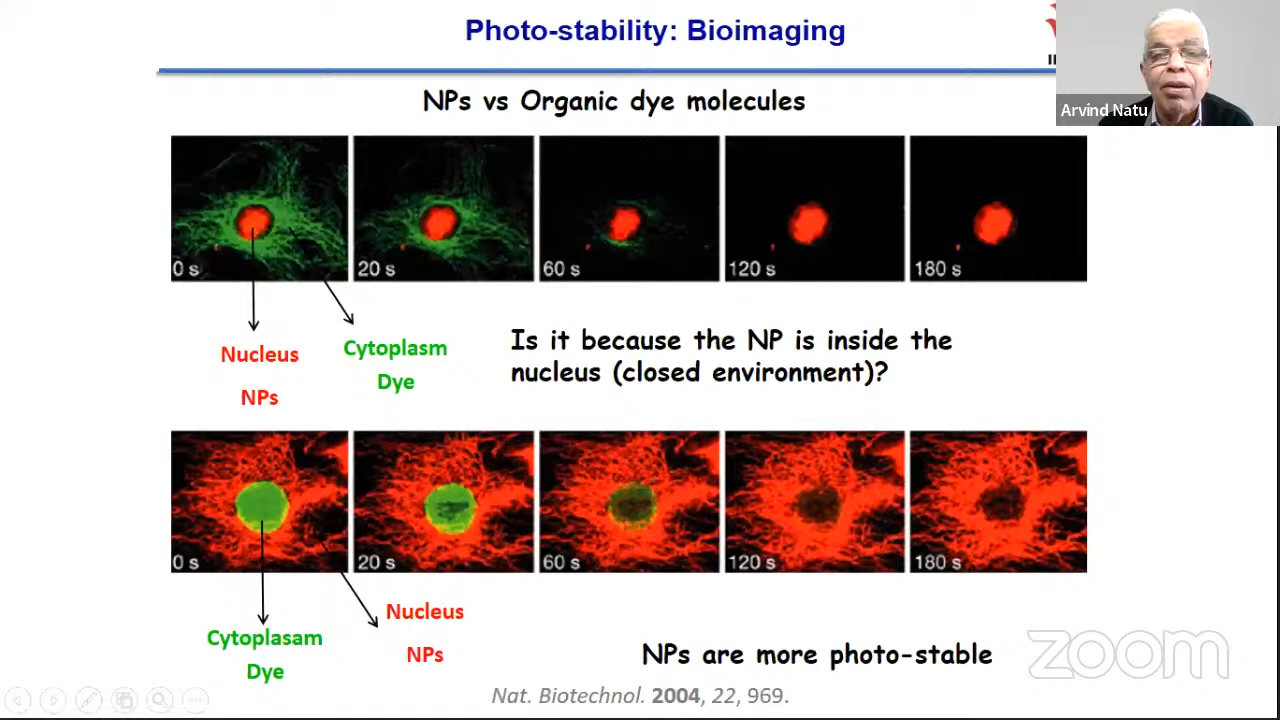 Photo-stability: Bioimaging
Arvind Natu
NPs vs Organic dye molecules
0 s
20 s
60 s
120 s
180 s
Nucleus
NPs
Cytoplasm
Dye
Is it because the NP is inside the
nucleus (closed environment)?
0 s
20 s
60 s
120 s
180 s
Cytoplasam
Dye
Nucleus
NPs
NPs are more photo-stable
zoom
Nat. Biotechnol. 2004, 22, 969.